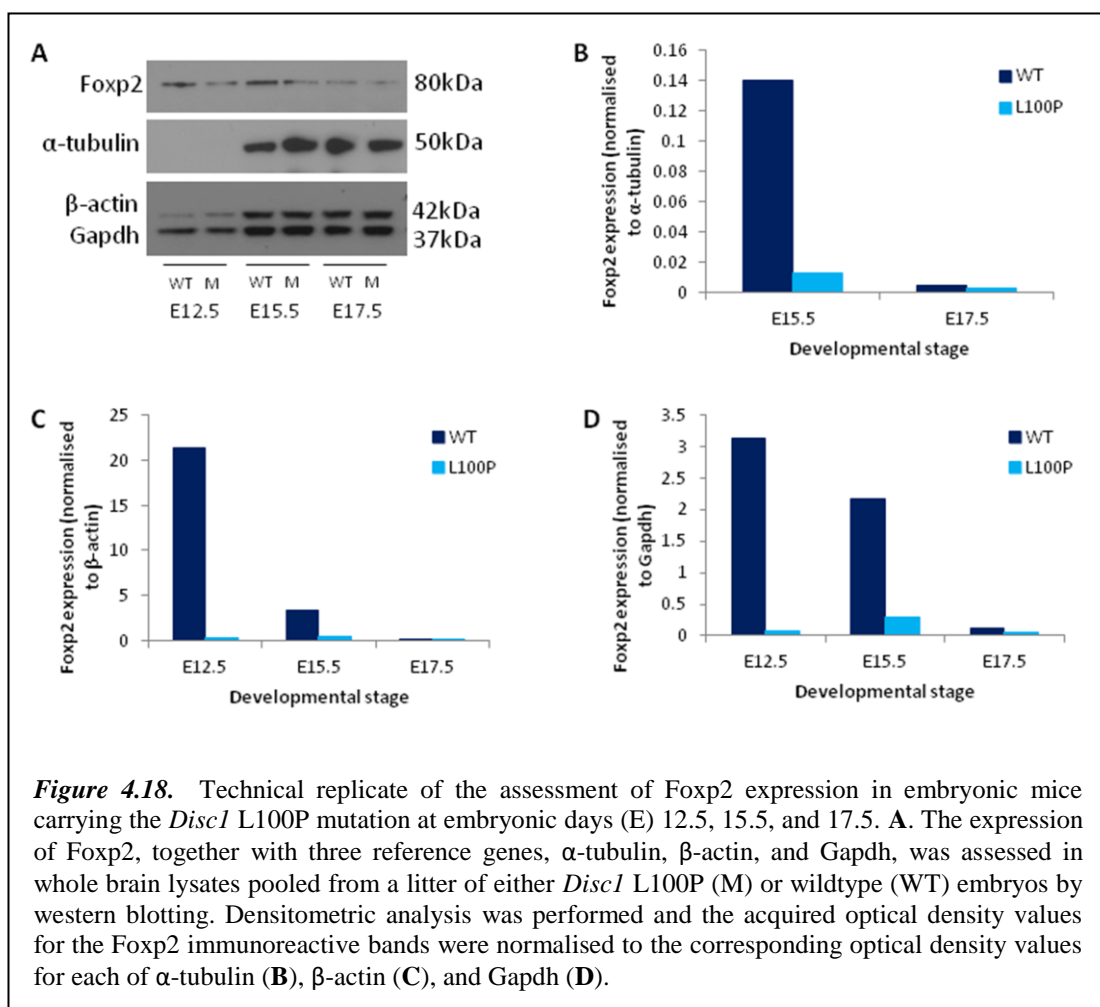 A
Foxp2
80kDa
α-tubulin
50kDa
β-actin
42kDa
Gapdh
37kDa
WT M WT M WT M
E12.5 E15.5 E17.5
B
Foxp2 expression (normalised
to α-tubulin)
0.16
0.14
0.12
0.1
0.08
0.06
0.04
0.02
0
WT
L100P
E15.5 E17.5
Developmental stage
C
Foxp2 expression (normalised
to β-actin)
25
20
15
10
5
0
WT
L100P
E12.5 E15.5 E17.5
Developmental stage
D
Foxp2 expression (normalised
to Gapdh)
3.5
3
2.5
2
1.5
1
0.5
0
WT
L100P
E12.5 E15.5 E17.5
Developmental stage
Figure 4.18. Technical replicate of the assessment of Foxp2 expression in embryonic mice
carrying the Disc1 L100P mutation at embryonic days (E) 12.5, 15.5, and 17.5. A. The expression
of Foxp2, together with three reference genes, α-tubulin, β-actin, and Gapdh, was assessed in
whole brain lysates pooled from a litter of either Disc1 L100P (M) or wildtype (WT) embryos by
western blotting. Densitometric analysis was performed and the acquired optical density values
for the Foxp2 immunoreactive bands were normalised to the corresponding optical density values
for each of α-tubulin (B), β-actin (C), and Gapdh (D).